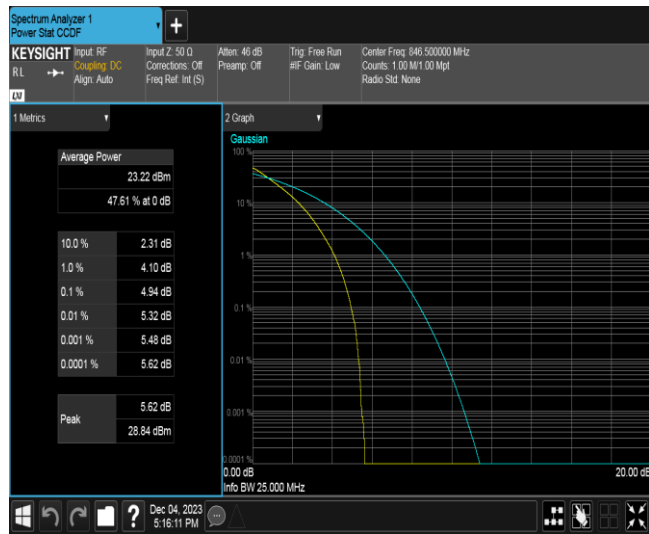 Spectrum Analyzer 1
Power Stat CCDF
KEYSIGHT
Input: RF
Coupling: DC
Align: Auto
Input Z: 50 Ω
Corrections: Off
Freq Ref: Int (S)
Atten: 46 dB
Preamp: Off
Trig: Free Run
#IF Gain: Low
Center Freq: 846.500000 MHz
Counts: 1.00 M/1.00 Mpt
Radio Std: None
R L
LXI
1 Metrics
Average Power
23.22 dBm
47.61 % at 0 dB
10.0 % 2.31 dB
1.0 % 4.10 dB
0.1 % 4.94 dB
0.01 % 5.32 dB
0.001 % 5.48 dB
0.0001 % 5.62 dB
Peak
5.62 dB
28.84 dBm
2 Graph
Gaussian
100 %
10 %
1 %
0.1 %
0.01 %
0.001 %
0.0001 %
0.00 dB 20.00 dB
Info BW 25.000 MHz
?
Dec 04, 2023
5:16:11 PM